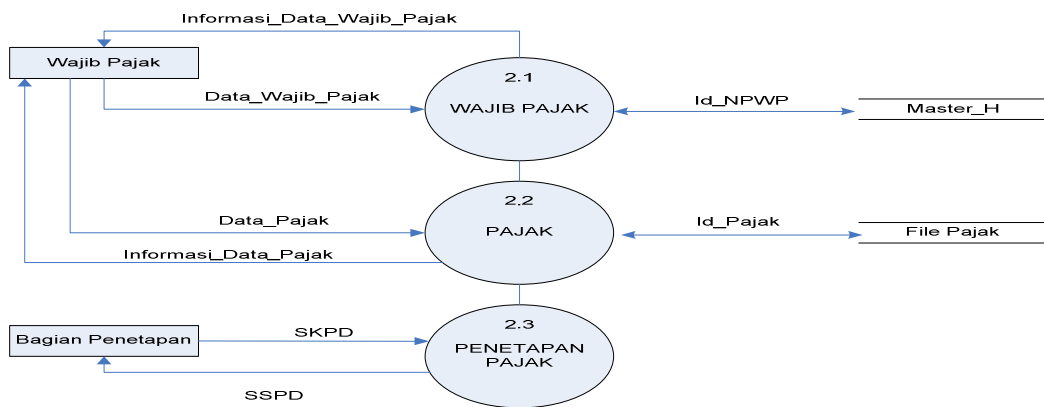 Informasi_Data_Wajib_Pajak
Wajib Pajak
2.1
WAJIB PAJAK
Data_Wajib_Pajak
Id_NPWP
Master_H
2.2
PAJAK
Data_Pajak
Id_Pajak
File Pajak
Informasi_Data_Pajak
2.3
PENETAPAN
PAJAK
Bagian Penetapan
SKPD
SSPD